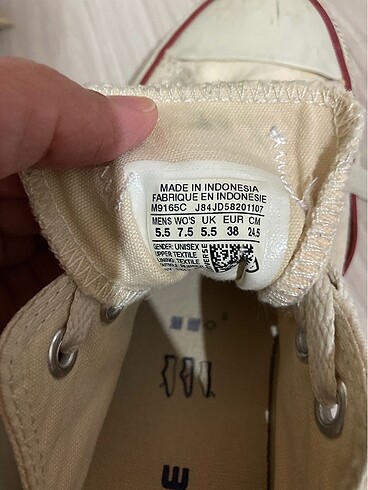 MADE IN INDONESIA
FABRIQUE EN INDONESIE
M9165C J84JD58201107
MENS WO'S UK EUR CM
5.5 7.5 5.5 38 24.5
GENDER: UNISEX
UPPER: TEXTILE
LINING: TEXTILE